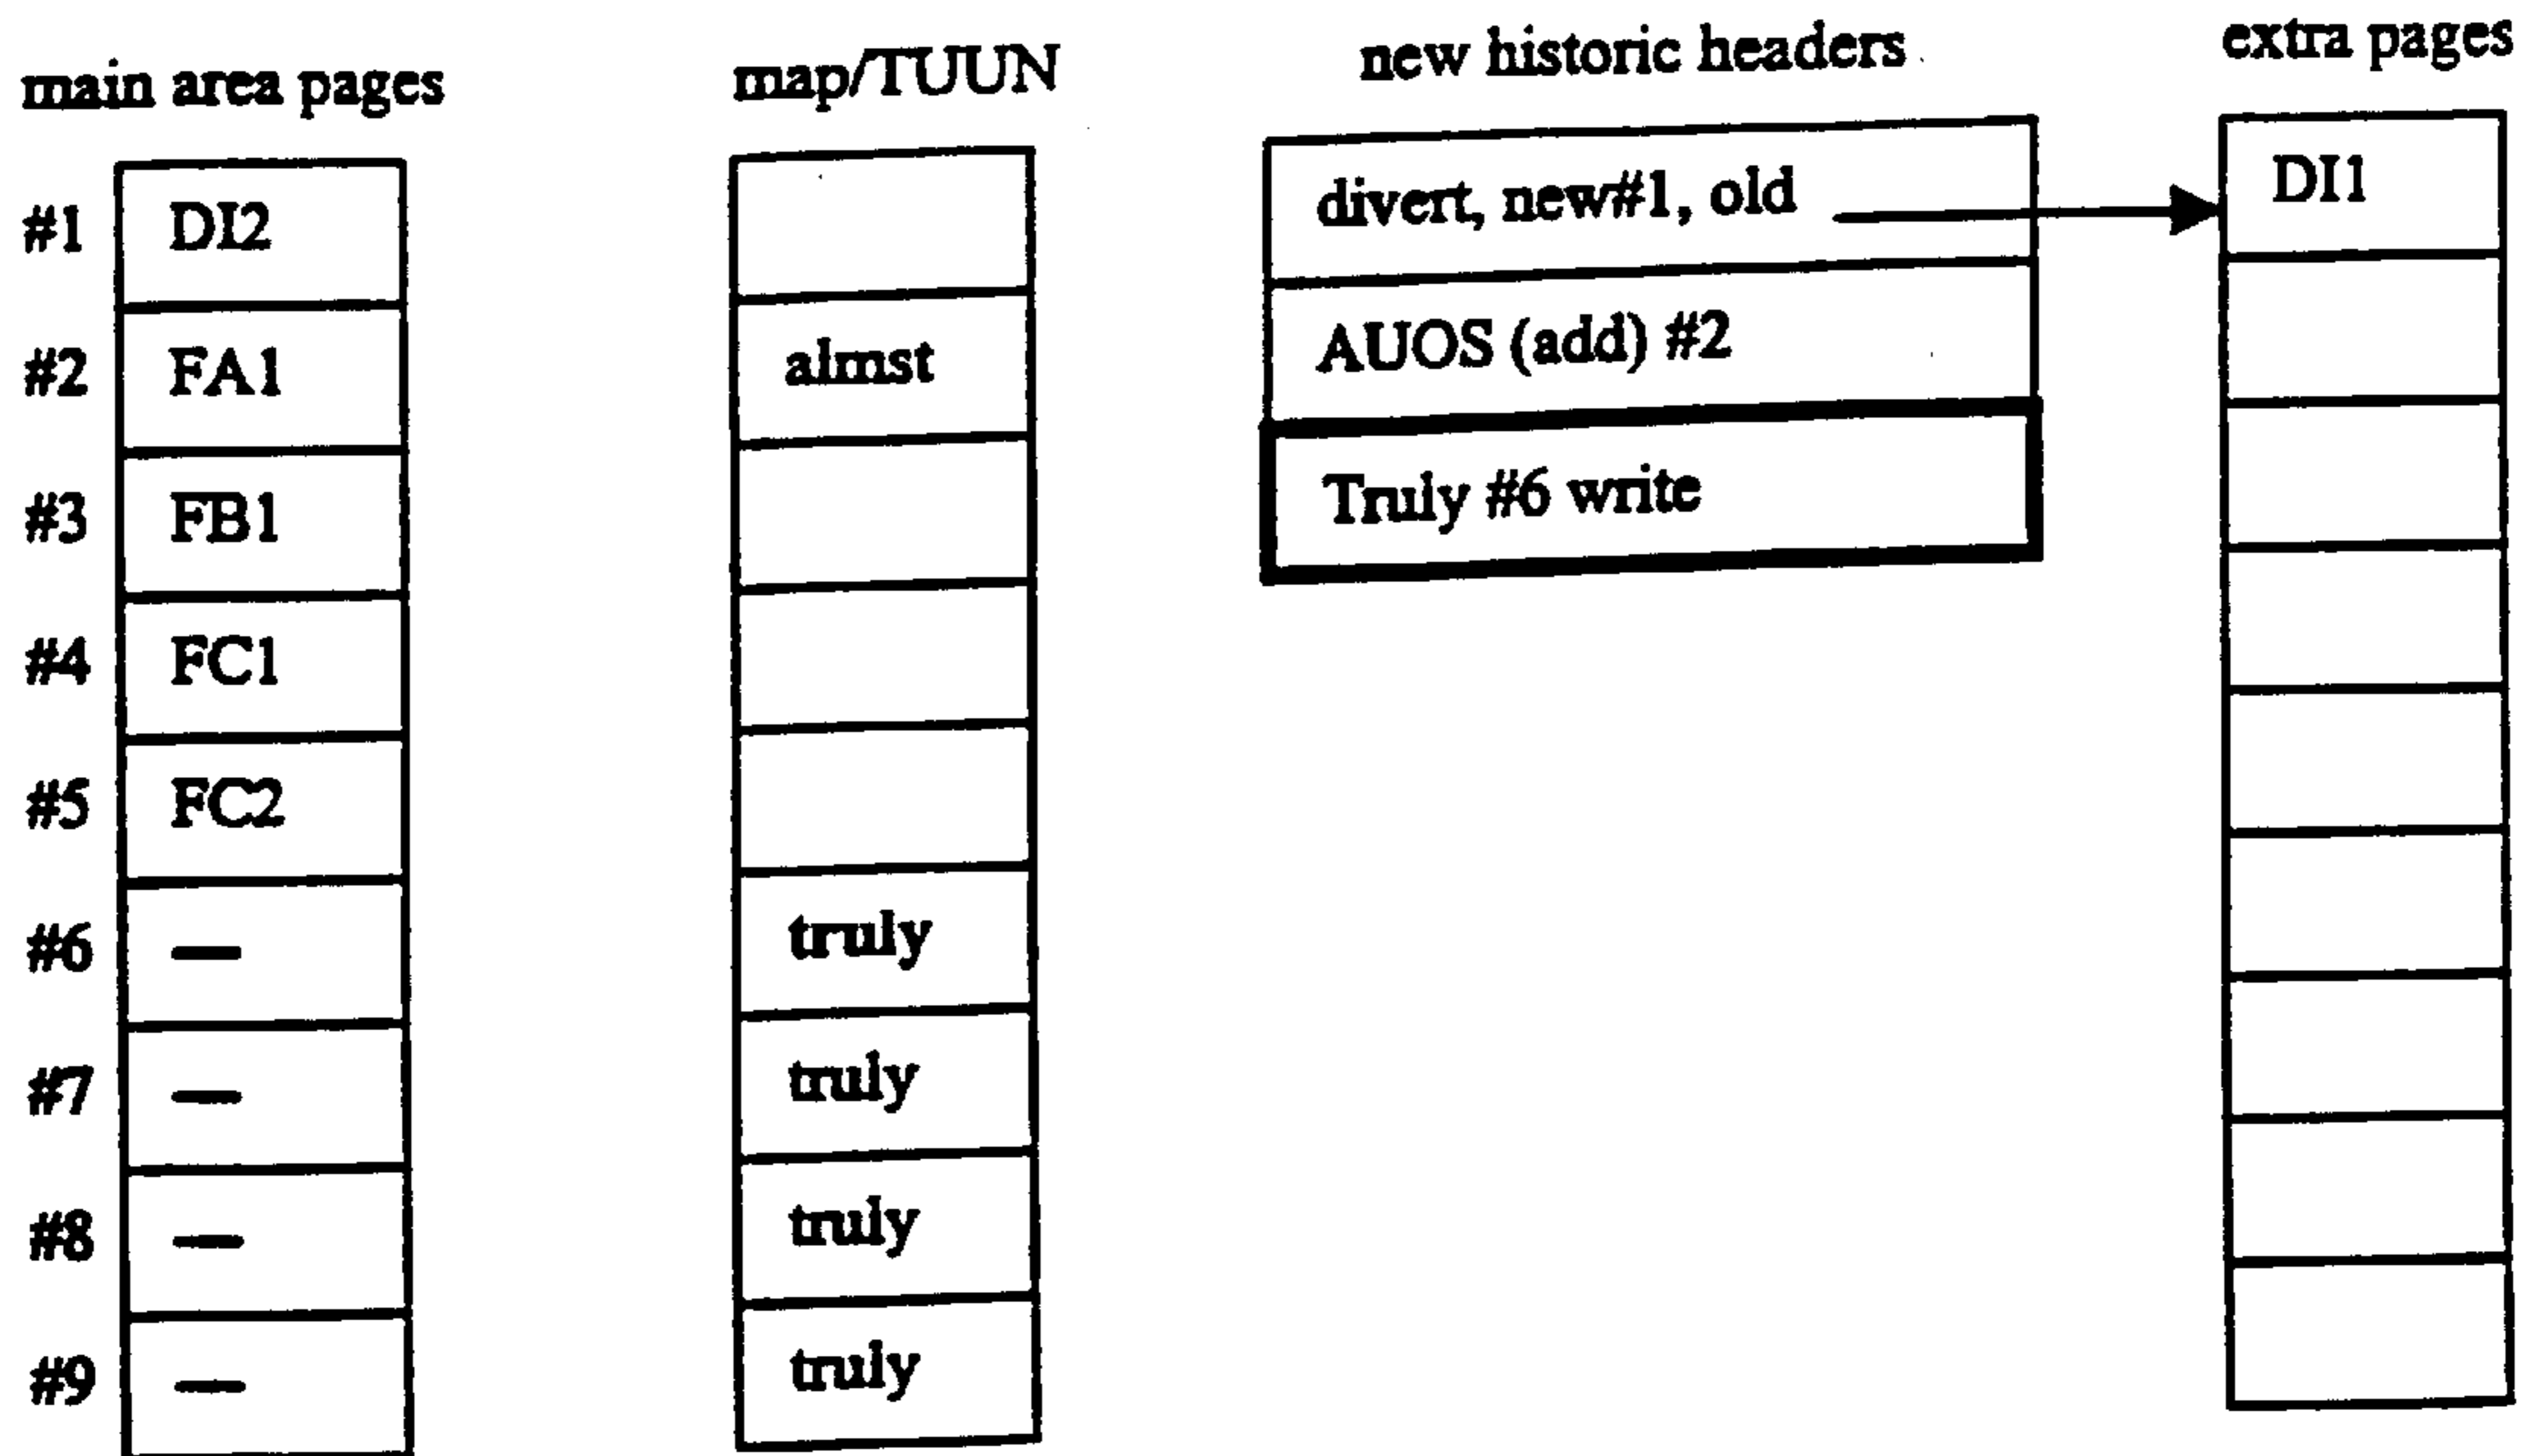 main area pages
#1 DI2
#2 FA1
#3 FB1
#4 FC1
#5 FC2
#6 —
#7 —
#8 —
#9 —
map/TUUN
almst
truly
truly
truly
truly
new historic headers
divert, new#1, old
AUOS (add) #2
Truly #6 write
extra pages
DI1